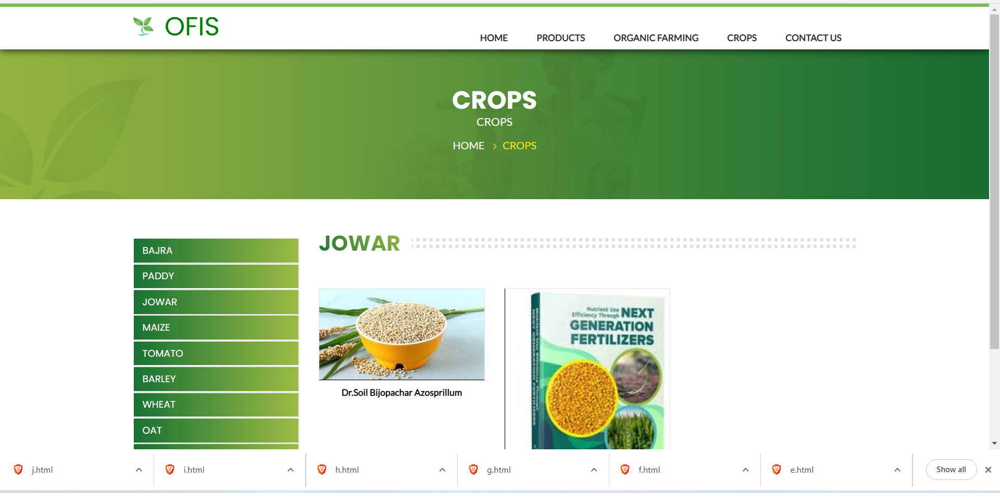 OFIS
HOME PRODUCTS ORGANIC FARMING CROPS CONTACT US
CROPS
CROPS
HOME > CROPS
BAJRA
PADDY
JOWAR
MAIZE
TOMATO
BARLEY
WHEAT
OAT
JOWAR
Dr.Soil Bijopachar Azosprillum
Nutrient Use
Efficiency Through NEXT
GENERATION
FERTILIZERS
j.html
i.html
h.html
g.html
f.html
e.html
Show all